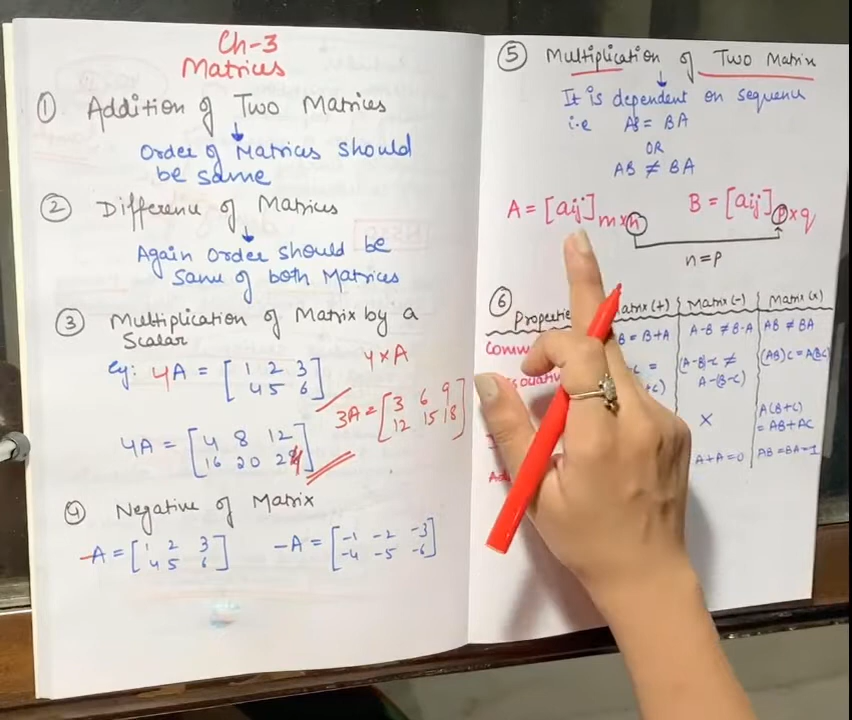 Ch-3
Matrices
① Addition of Two Matrices
Order of Matrices should
be same
② Difference of Matrices
Again order should be
same of both Matrices
③ Multiplication of Matrix by a
Scalar
eg: 4A = [1 2 3
4 5 6]
4 x A
3A = [3 6 9
12 15 18]
4A = [4 8 12
16 20 24]
④ Negative of Matrix
-A = [1 2 3
4 5 6]
-A = [-1 -2 -3
-4 -5 -6]
⑤ Multiplication of Two Matrix
It is dependent on sequence
i.e AB = BA
OR
AB ≠ BA
A = [aij] m x n
B = [aij] p x q
n = p
⑥
Matrix (-) Matrix (x)
B = B+A A-B ≠ B-A AB ≠ BA
(A-B)-C ≠ (AB)C = A(BC)
A-(B-C)
X A(B+C)
= AB+AC
A+A=0 AB=BA=1